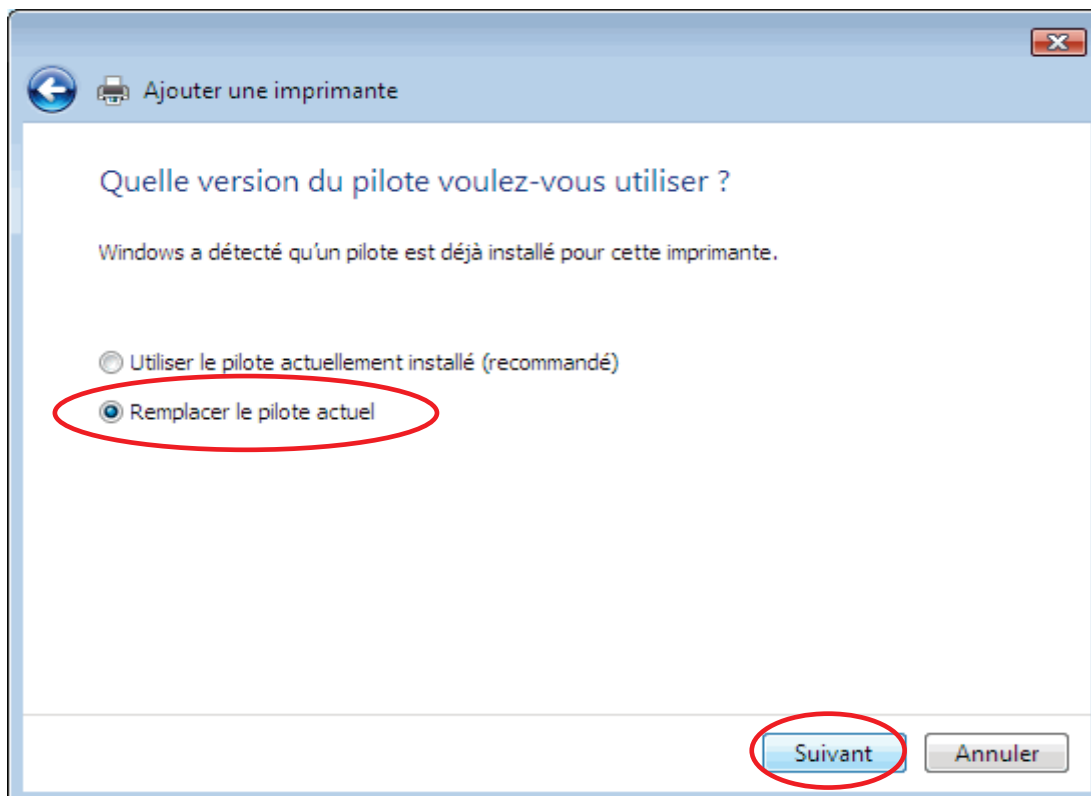 Ajouter une imprimante
Quelle version du pilote voulez-vous utiliser ?
Windows a détecté qu'un pilote est déjà installé pour cette imprimante.
Utiliser le pilote actuellement installé (recommandé)
Remplacer le pilote actuel
Suivant Annuler